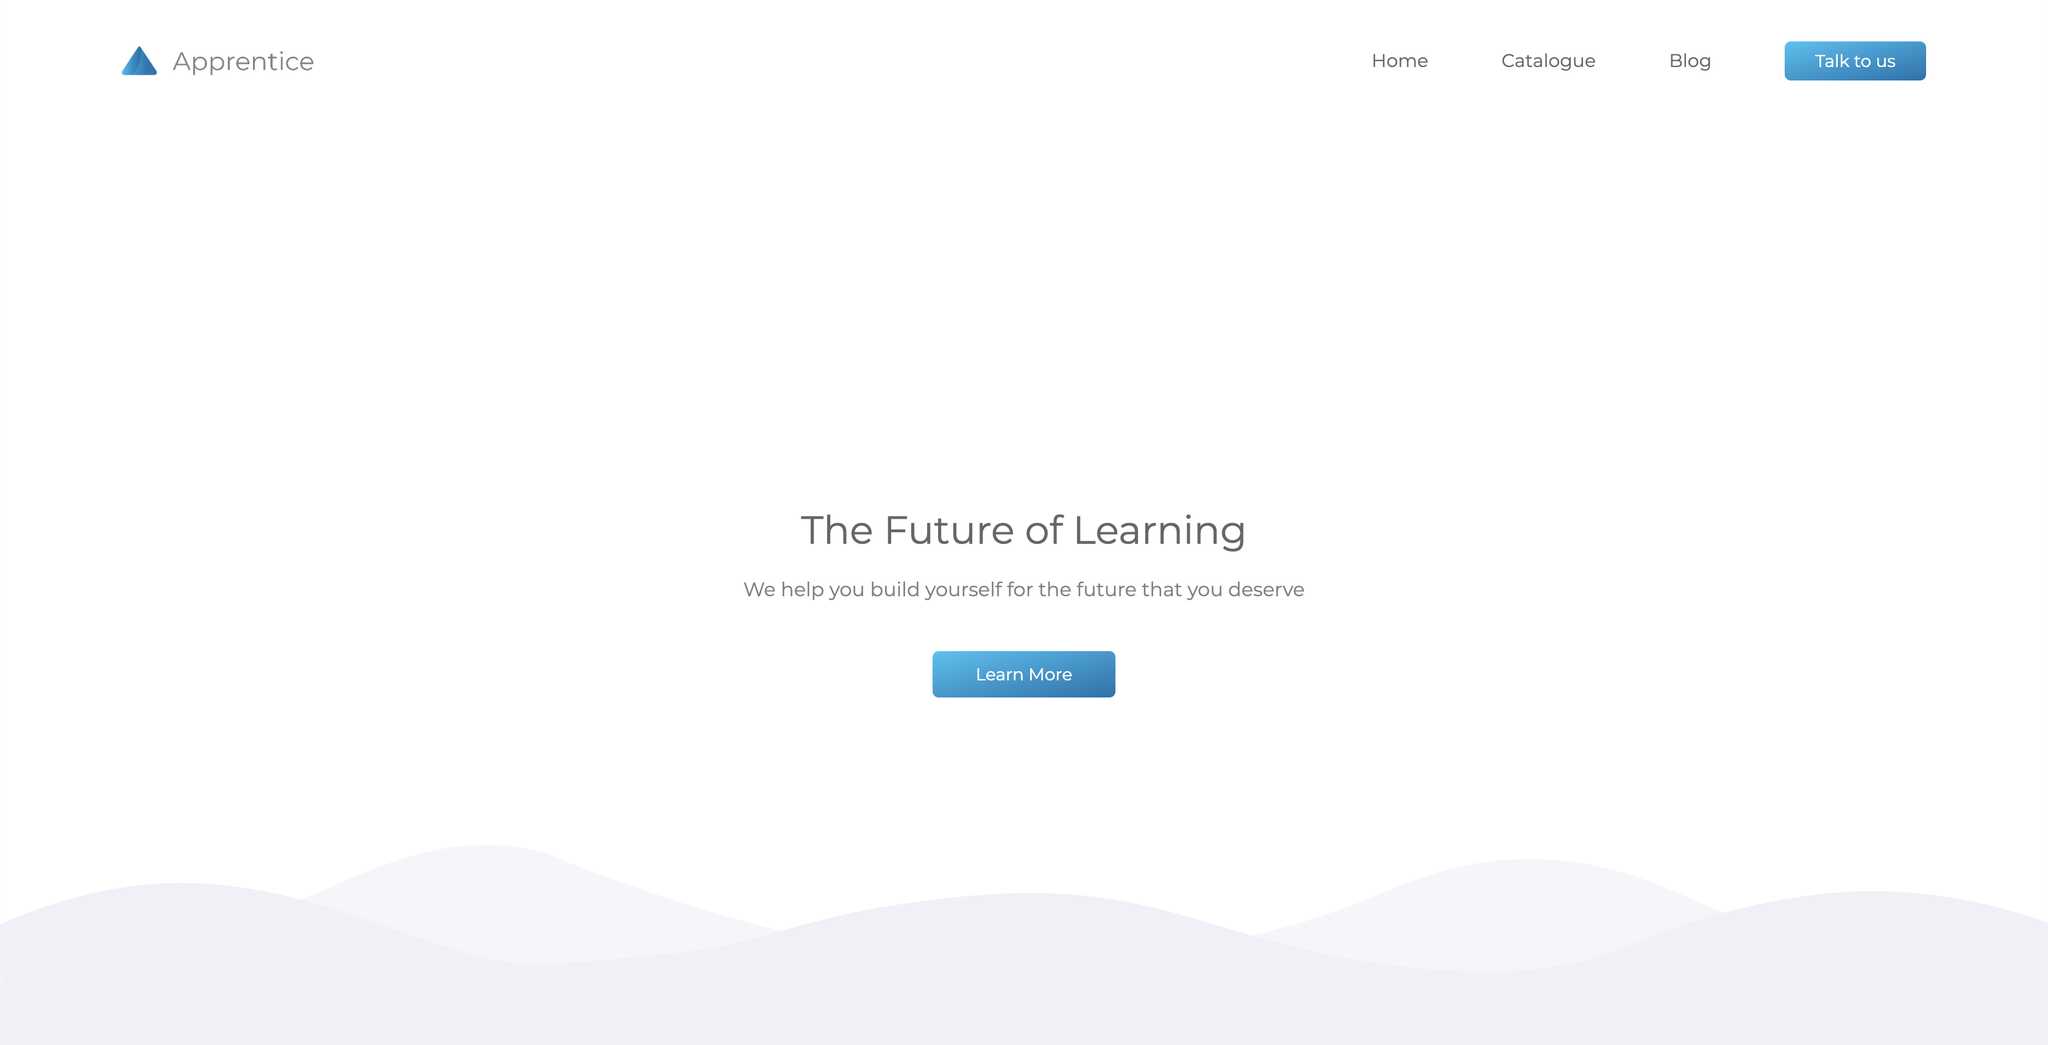 Apprentice
Home
Catalogue
Blog
Talk to us
The Future of Learning
We help you build yourself for the future that you deserve
Learn More